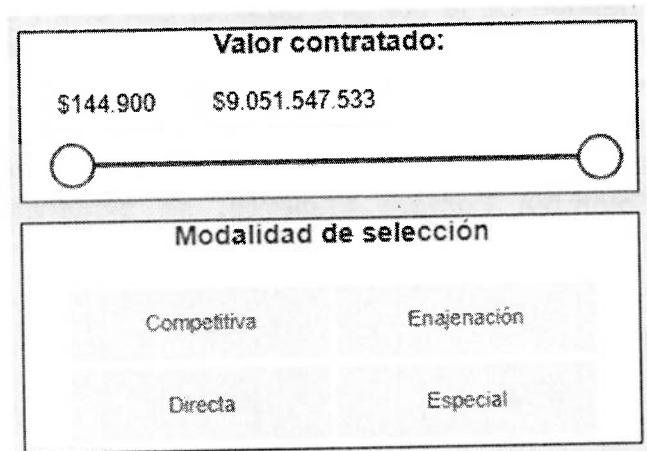 Valor contratado:
$144.900 $9.051.547.533
Modalidad de selección
Competitiva Enajenación
Directa Especial